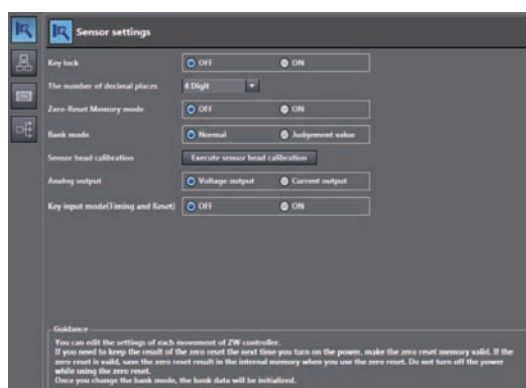 Sensor settings
Key lock OFF ON
The number of decimal places 4 Digit
Zero-Reset Memory mode OFF ON
Bank mode Normal Judgement value
Sensor head calibration Execute sensor head calibration
Analog output Voltage output Current output
Key input mode(Timing and Reset) OFF ON
Guidance
You can edit the settings of each movement of ZW controller.
If you need to keep the result of the zero reset the next time you turn on the power, make the zero reset memory valid. If the
zero reset is vaild, save the zero reset result in the internal memory when you use the zero reset. Do not turn off the power
while using the zero reset.
Once you change the bank mode, the bank data will be initialized.